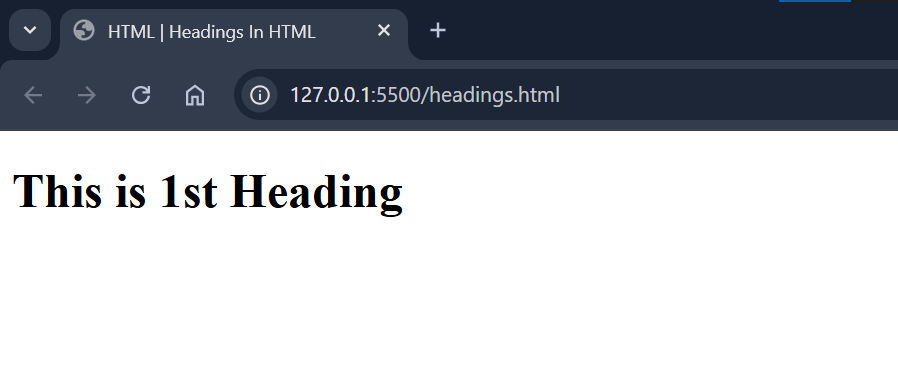 HTML | Headings In HTML
127.0.0.1:5500/headings.html
This is 1st Heading